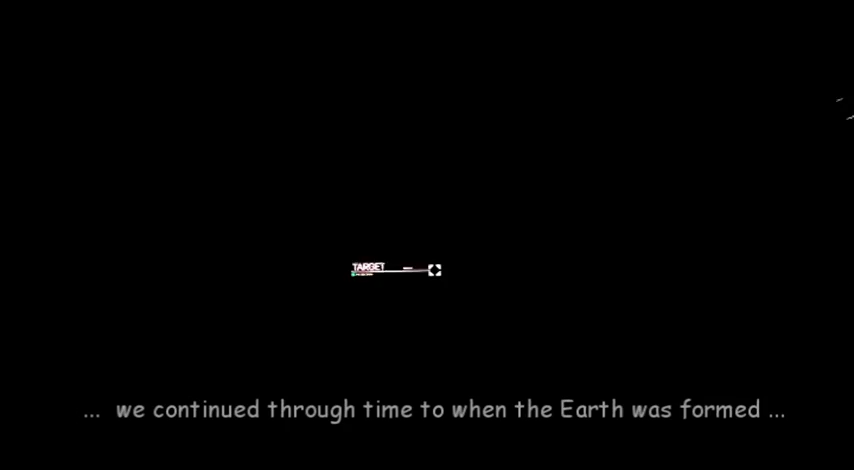 TARGET
... we continued through time to when the Earth was formed ...